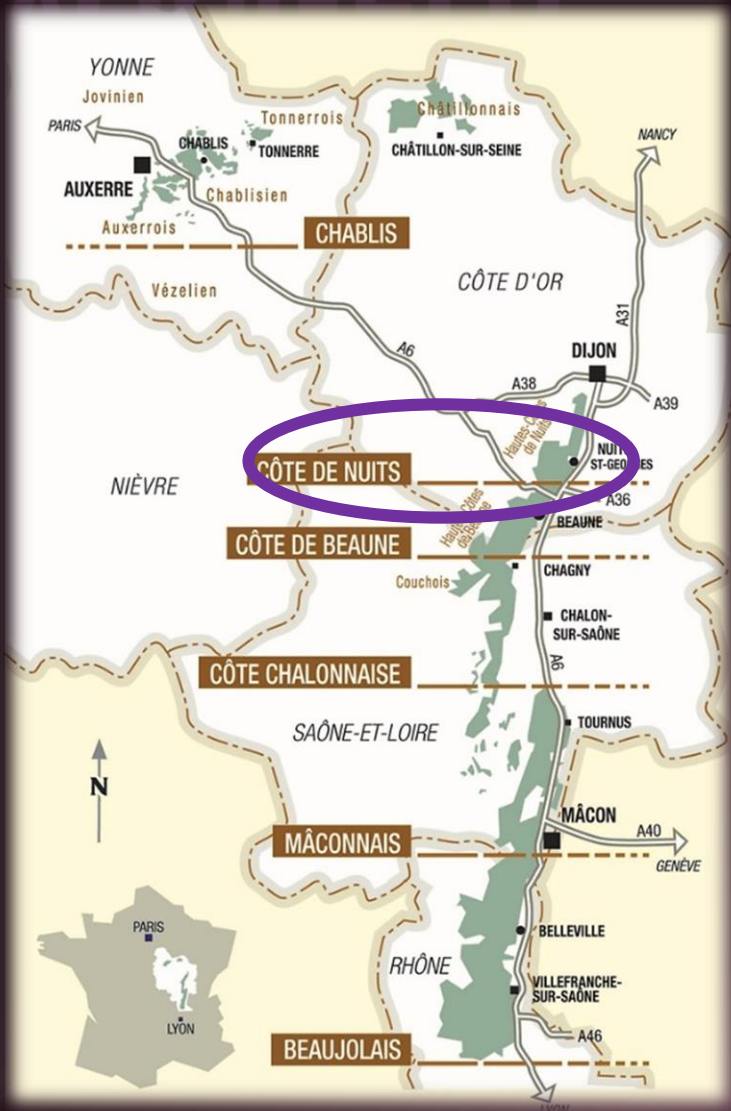 YONNE
Jovinien
PARIS
Tonnerrois
CHABLIS
TONNERRE
AUXERRE
Chablisien
Auxerrois
Châtillonnais
CHÂTILLON-SUR-SEINE
NANCY
CHABLIS
Vézelien
CÔTE D'OR
A31
A6
DIJON
A38
A39
Hautes-Côtes
de Nuits
NUITS
ST-GEORGES
CÔTE DE NUITS
NIÈVRE
A36
BEAUNE
Hautes-Côtes
de Beaune
CÔTE DE BEAUNE
CHAGNY
Couchois
CHALON-
SUR-SAÔNE
A6
CÔTE CHALONNAISE
SAÔNE-ET-LOIRE
TOURNUS
N
MÂCON
A40
MÂCONNAIS
GENÈVE
PARIS
LYON
BELLEVILLE
RHÔNE
VILLEFRANCHE-
SUR-SAÔNE
A46
BEAUJOLAIS
LYON